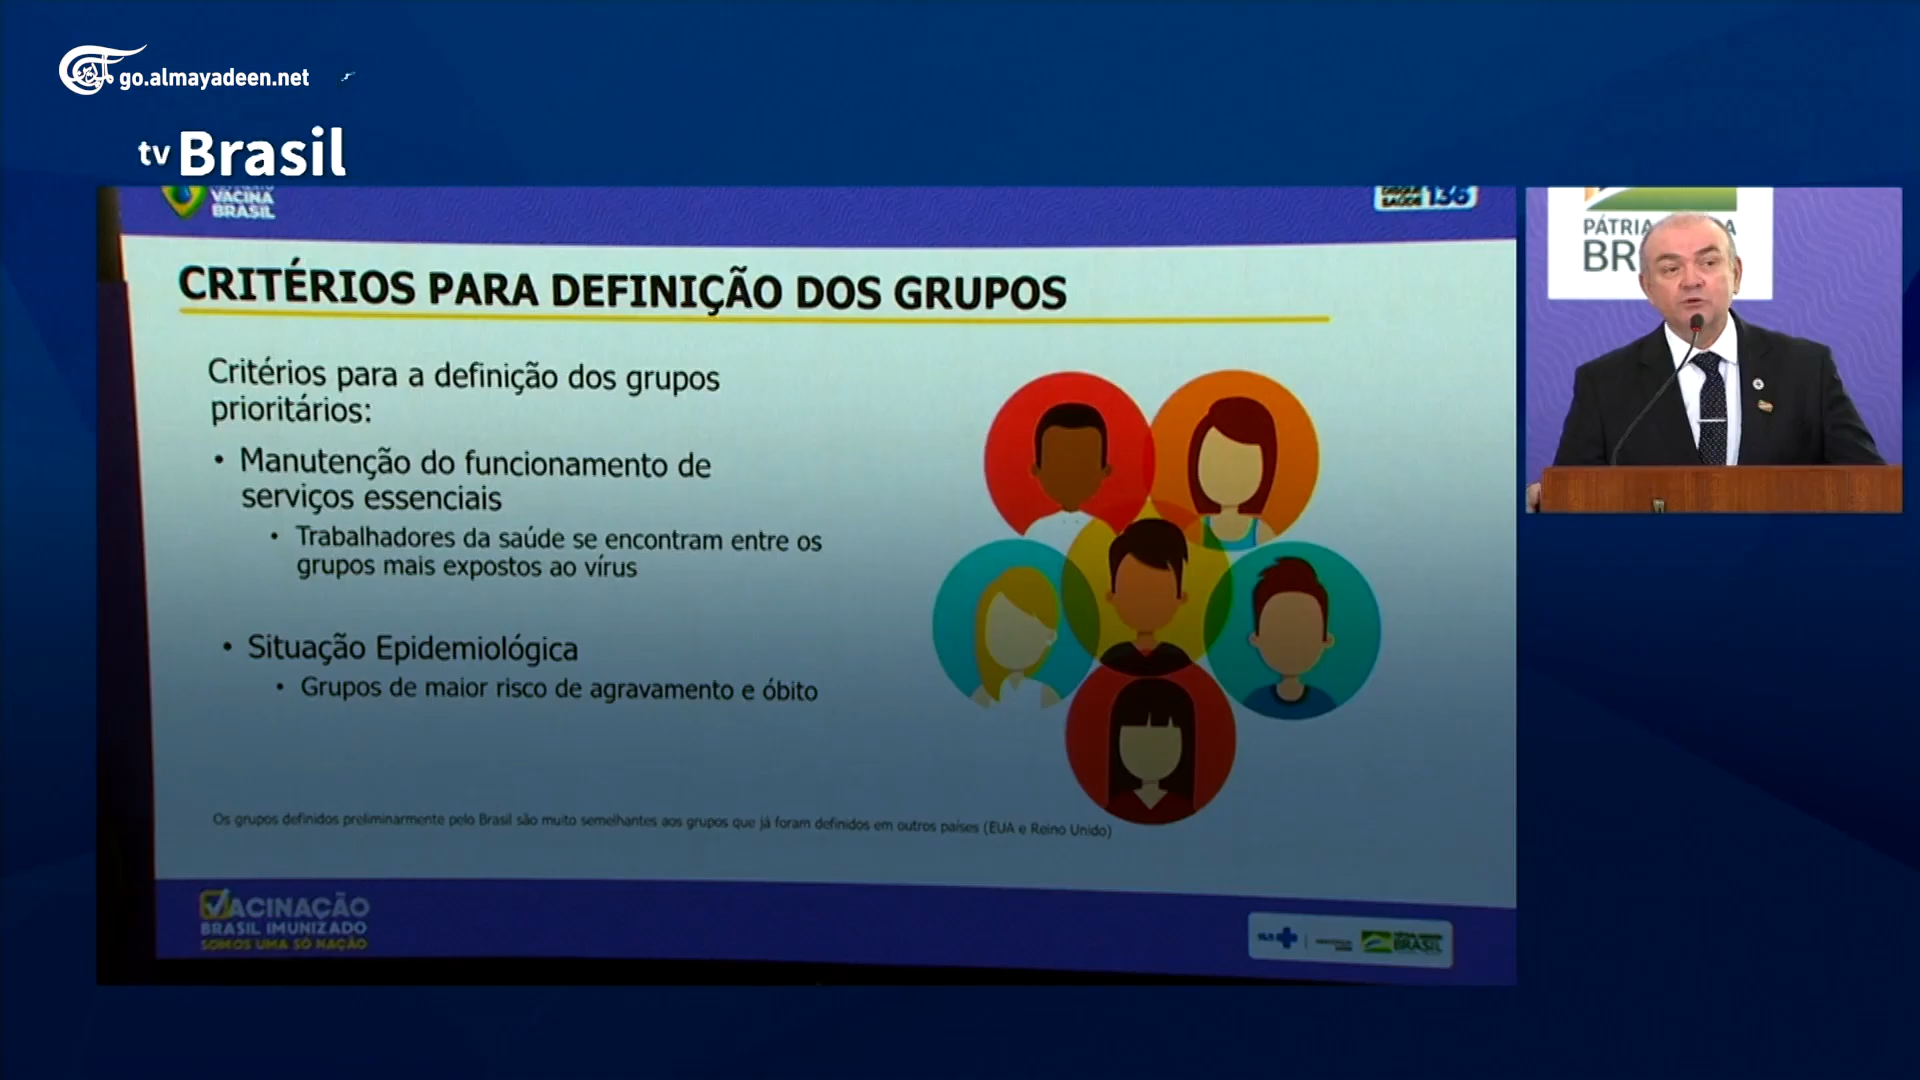 go.almayadeen.net
tv Brasil
VACINA
BRASIL
SAÚDE 136
CRITÉRIOS PARA DEFINIÇÃO DOS GRUPOS
Critérios para a definição dos grupos
prioritários:
• Manutenção do funcionamento de
serviços essenciais
• Trabalhadores da saúde se encontram entre os
grupos mais expostos ao vírus
• Situação Epidemiológica
• Grupos de maior risco de agravamento e óbito
Os grupos definidos preliminarmente pelo Brasil são muito semelhantes aos grupos que já foram definidos em outros países (EUA e Reino Unido)
VACINAÇÃO
BRASIL IMUNIZADO
SOMOS UMA SÓ NAÇÃO
BRASIL
PÁTRIA
BR